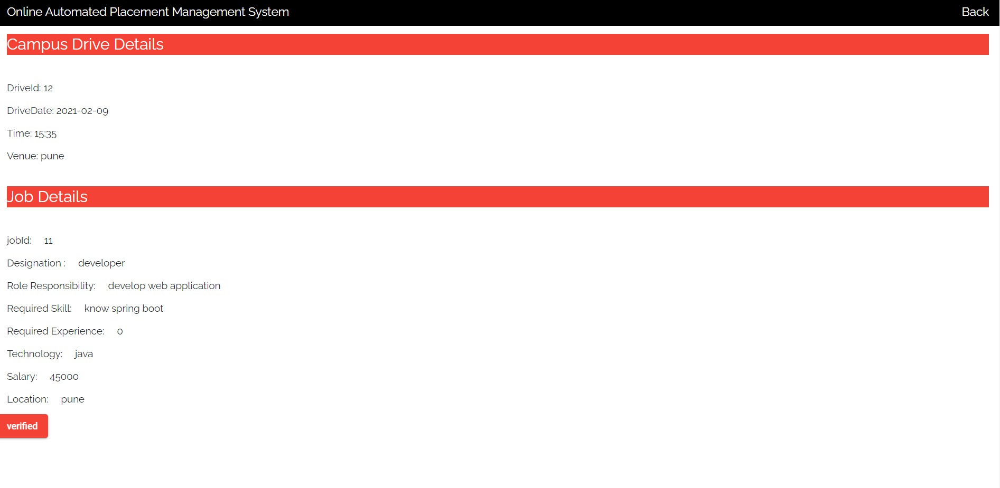 Online Automated Placement Management System
Back
Campus Drive Details
DriveId: 12
DriveDate: 2021-02-09
Time: 15:35
Venue: pune
Job Details
jobId: 11
Designation : developer
Role Responsibility: develop web application
Required Skill: know spring boot
Required Experience: 0
Technology: java
Salary: 45000
Location: pune
verified